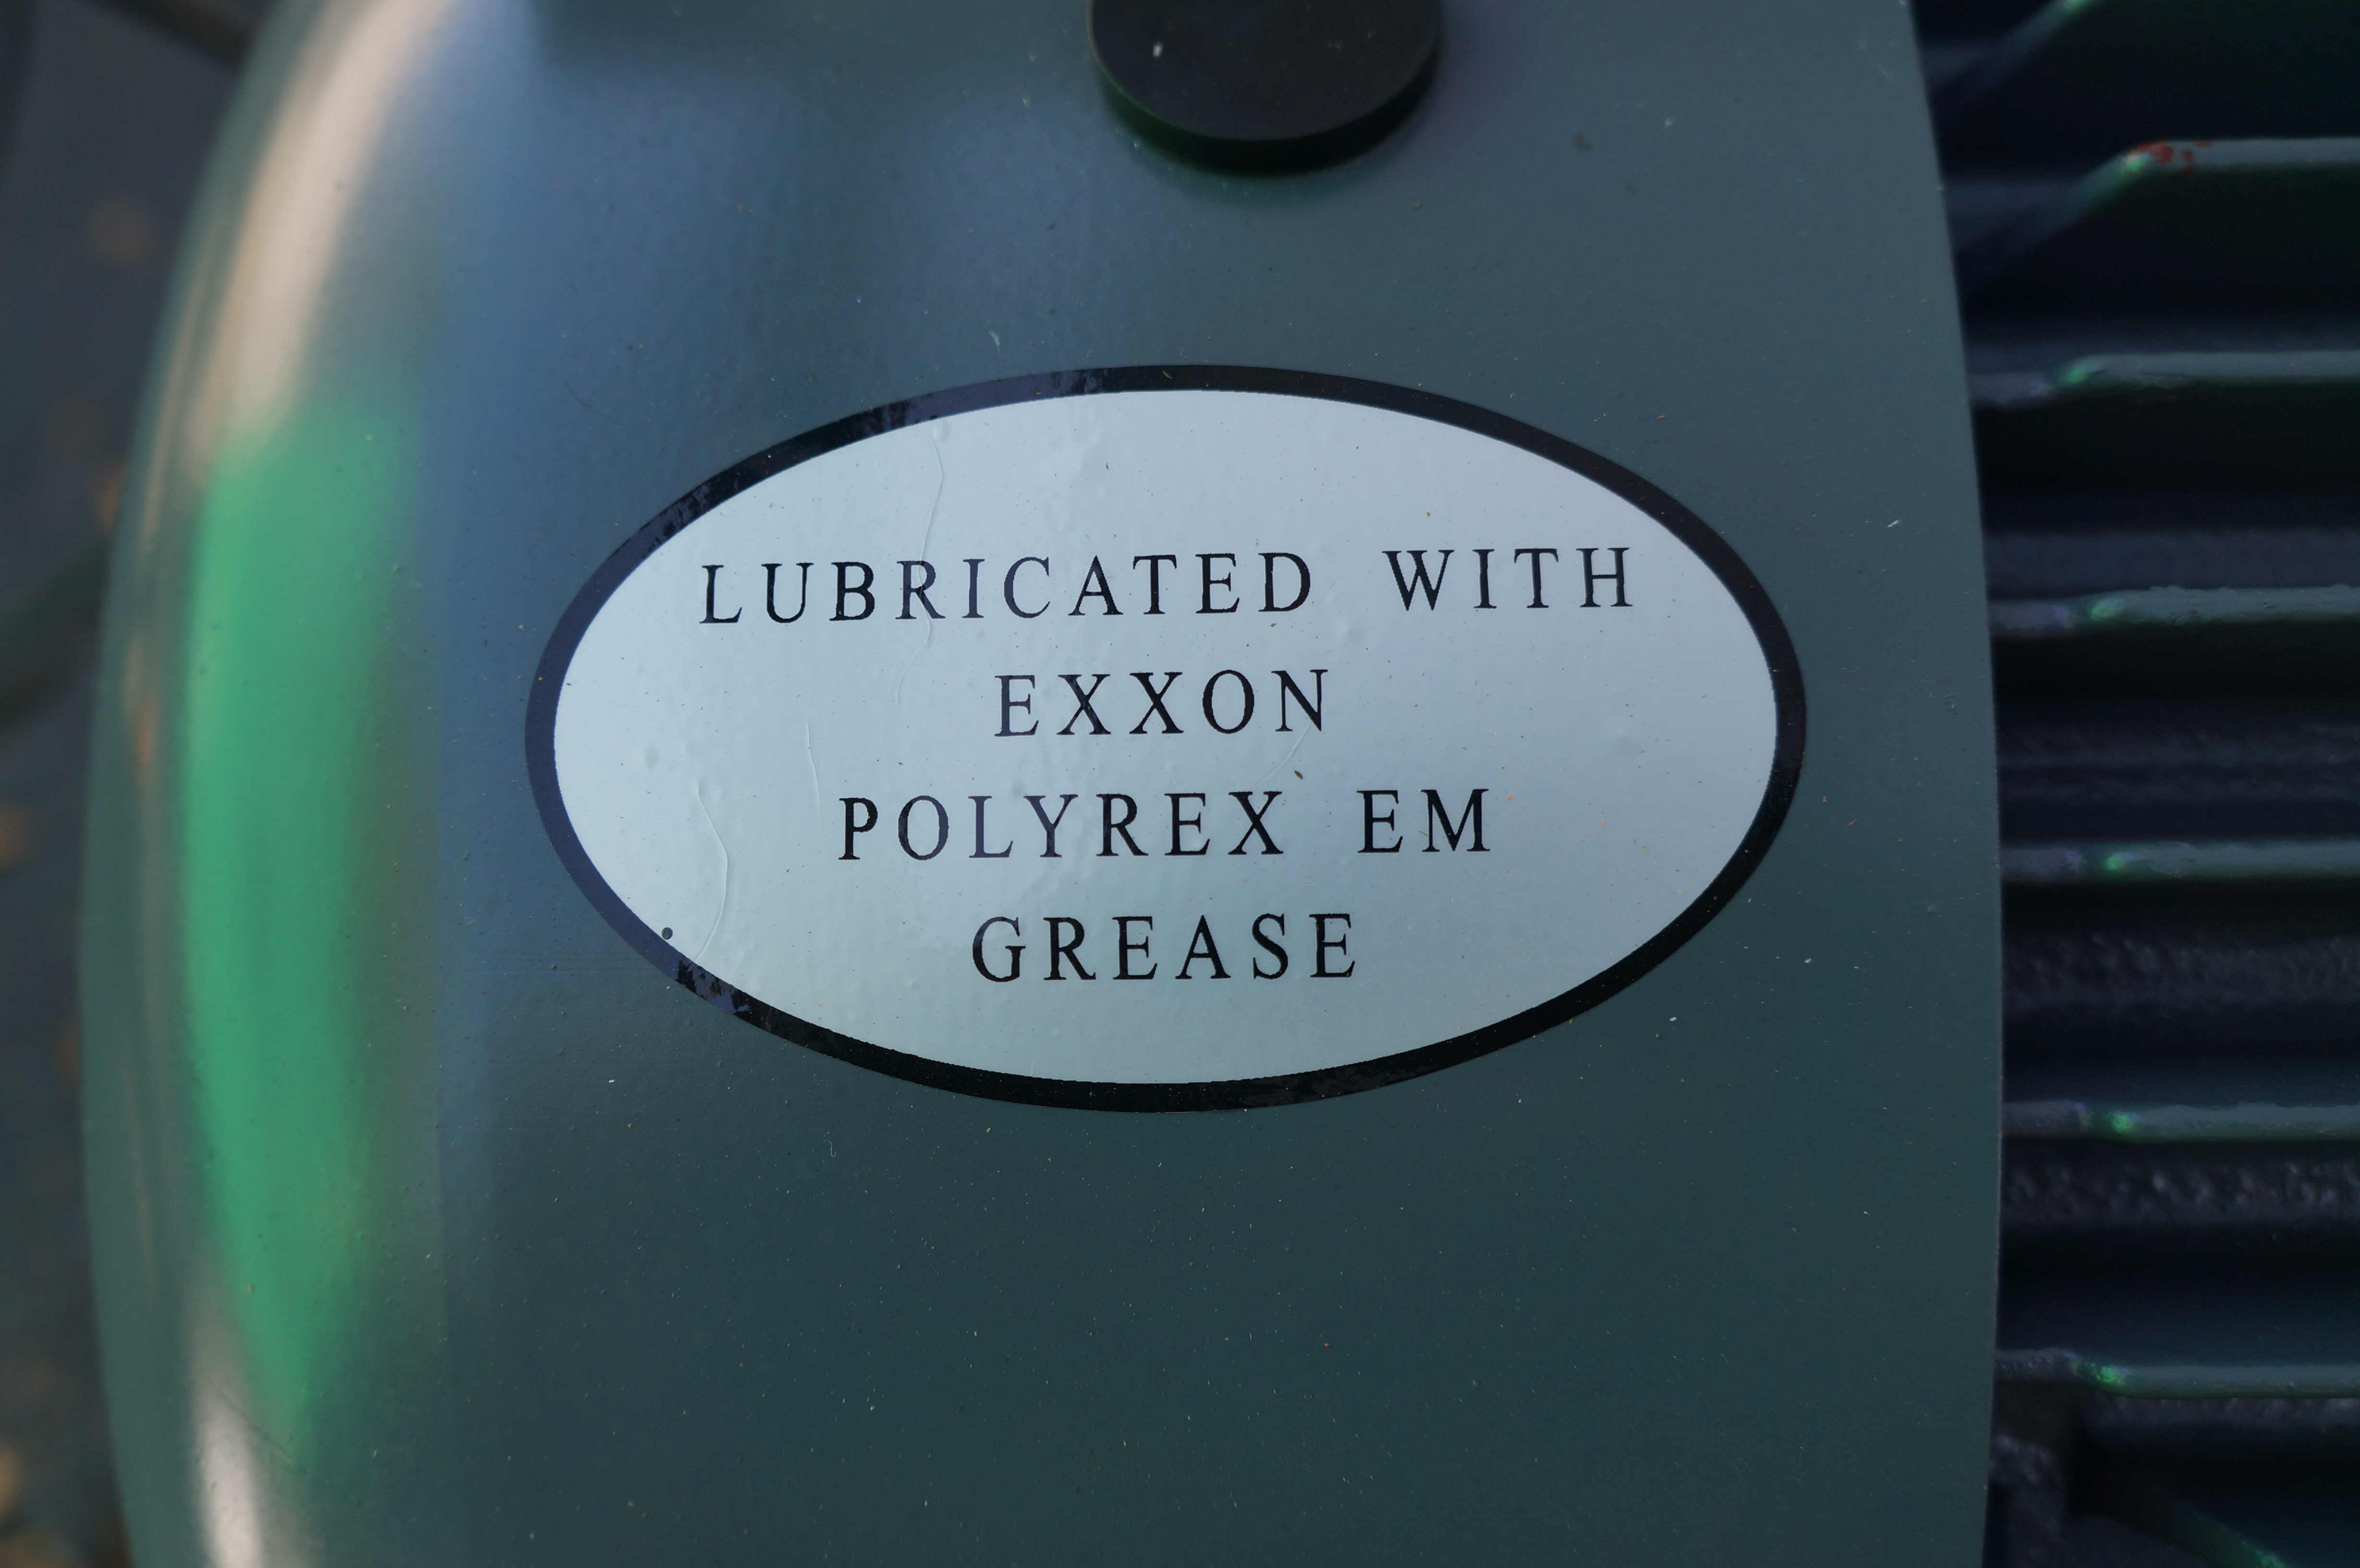 LUBRICATED WITH
EXXON
POLYREX EM
GREASE